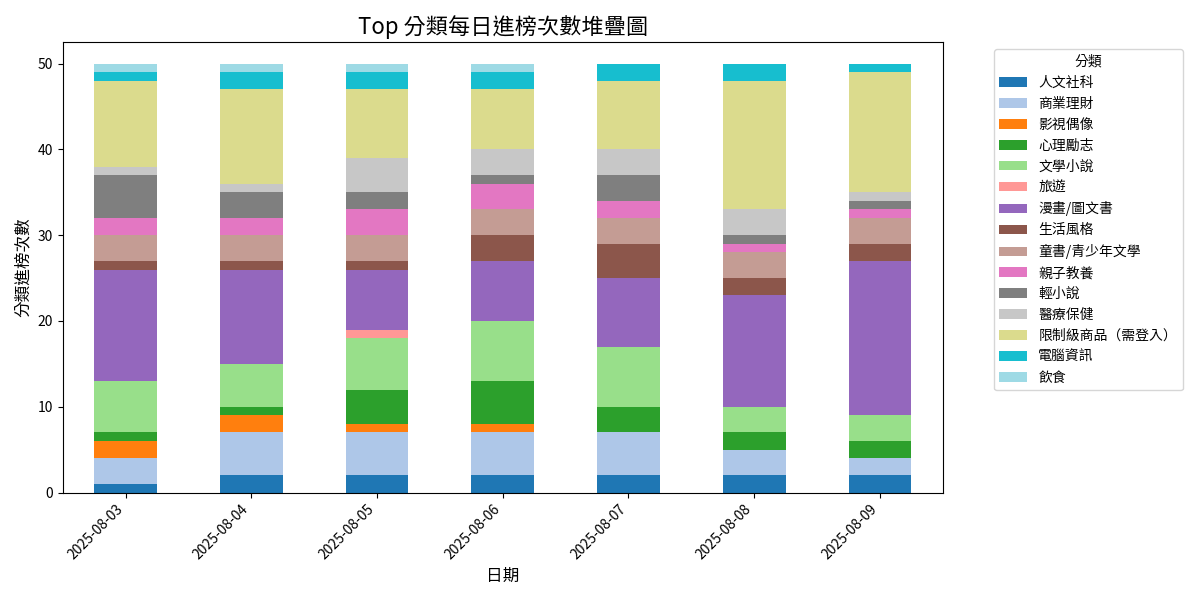 Top 分類每日進榜次數堆疊圖
分類進榜次數
50
40
30
20
10
0
2025-08-03
2025-08-04
2025-08-05
2025-08-06
2025-08-07
2025-08-08
2025-08-09
日期
分類
人文社科
商業理財
影視偶像
心理勵志
文學小說
旅遊
漫畫/圖文書
生活風格
童書/青少年文學
親子教養
輕小說
醫療保健
限制級商品（需登入）
電腦資訊
飲食